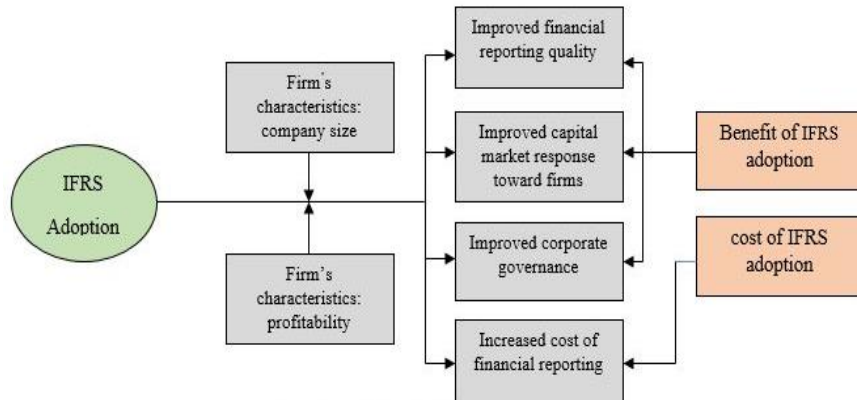 IFRS
Adoption
Firm's
characteristics:
company size
Firm's
characteristics:
profitability
Improved financial
reporting quality
Improved capital
market response
toward firms
Improved corporate
governance
Increased cost of
financial reporting
Benefit of IFRS
adoption
cost of IFRS
adoption